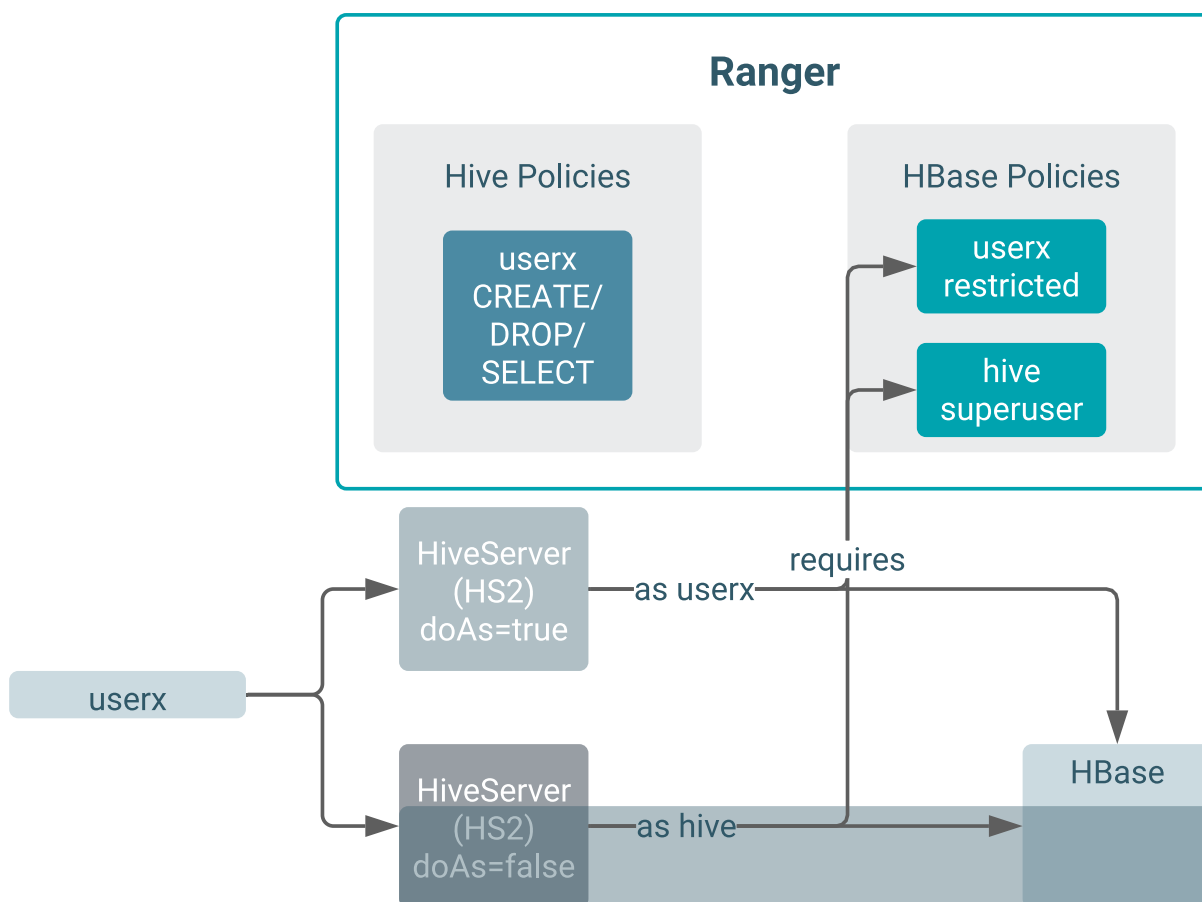 Ranger
Hive Policies
userx
CREATE/
DROP/
SELECT
HBase Policies
userx
restricted
hive
superuser
HiveServer
(HS2)
doAs=true
as userx
requires
userx
HiveServer
(HS2)
doAs=false
as hive
HBase